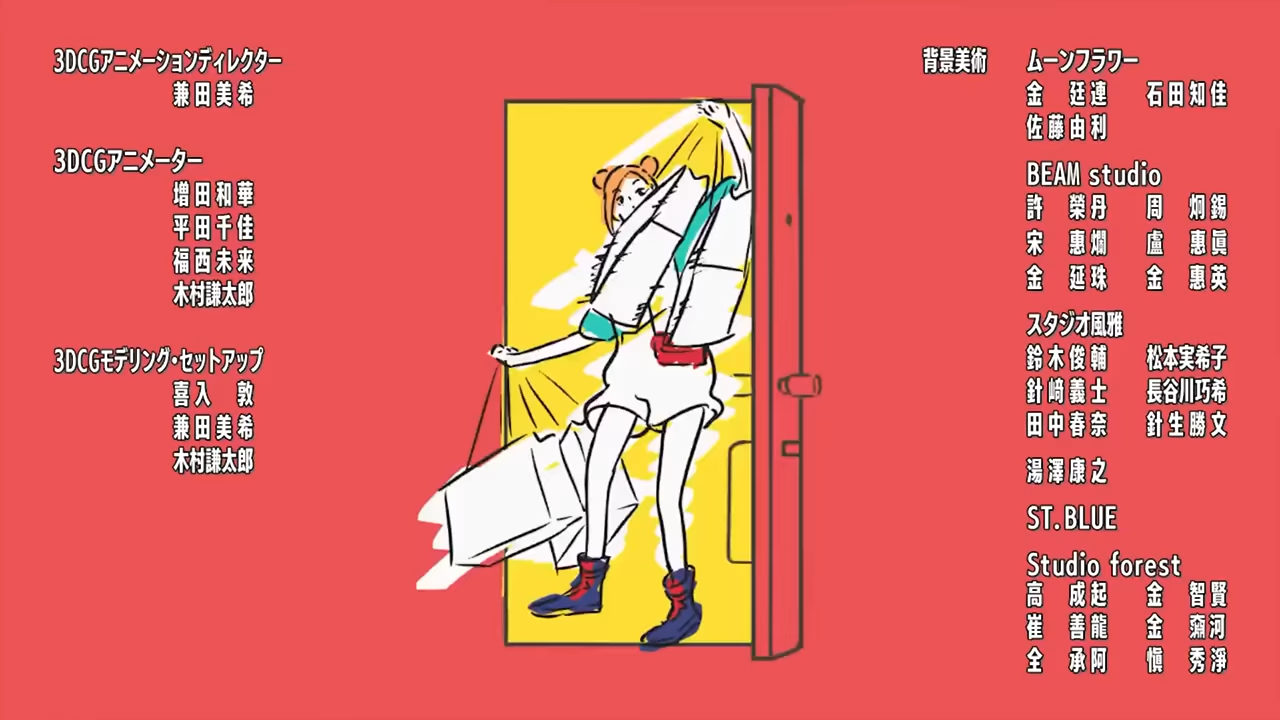 3DCGアニメーションディレクター
兼田美希
3DCGアニメーター
増田和華
平田千佳
福西未来
木村謙太郎
3DCGモデリング・セットアップ
喜入 敦
兼田美希
木村謙太郎
背景美術
ムーンフラワー
金 廷連 石田知佳
佐藤由利
BEAM studio
許 榮丹 周 炯錫
宋 惠爛 盧 惠眞
金 延珠 金 惠英
スタジオ風雅
鈴木俊輔 松本実希子
針﨑義士 長谷川巧希
田中春奈 針生勝文
湯澤康之
ST.BLUE
Studio forest
高 成起 金 智賢
崔 善龍 金 河
全 承阿 愼 秀淨